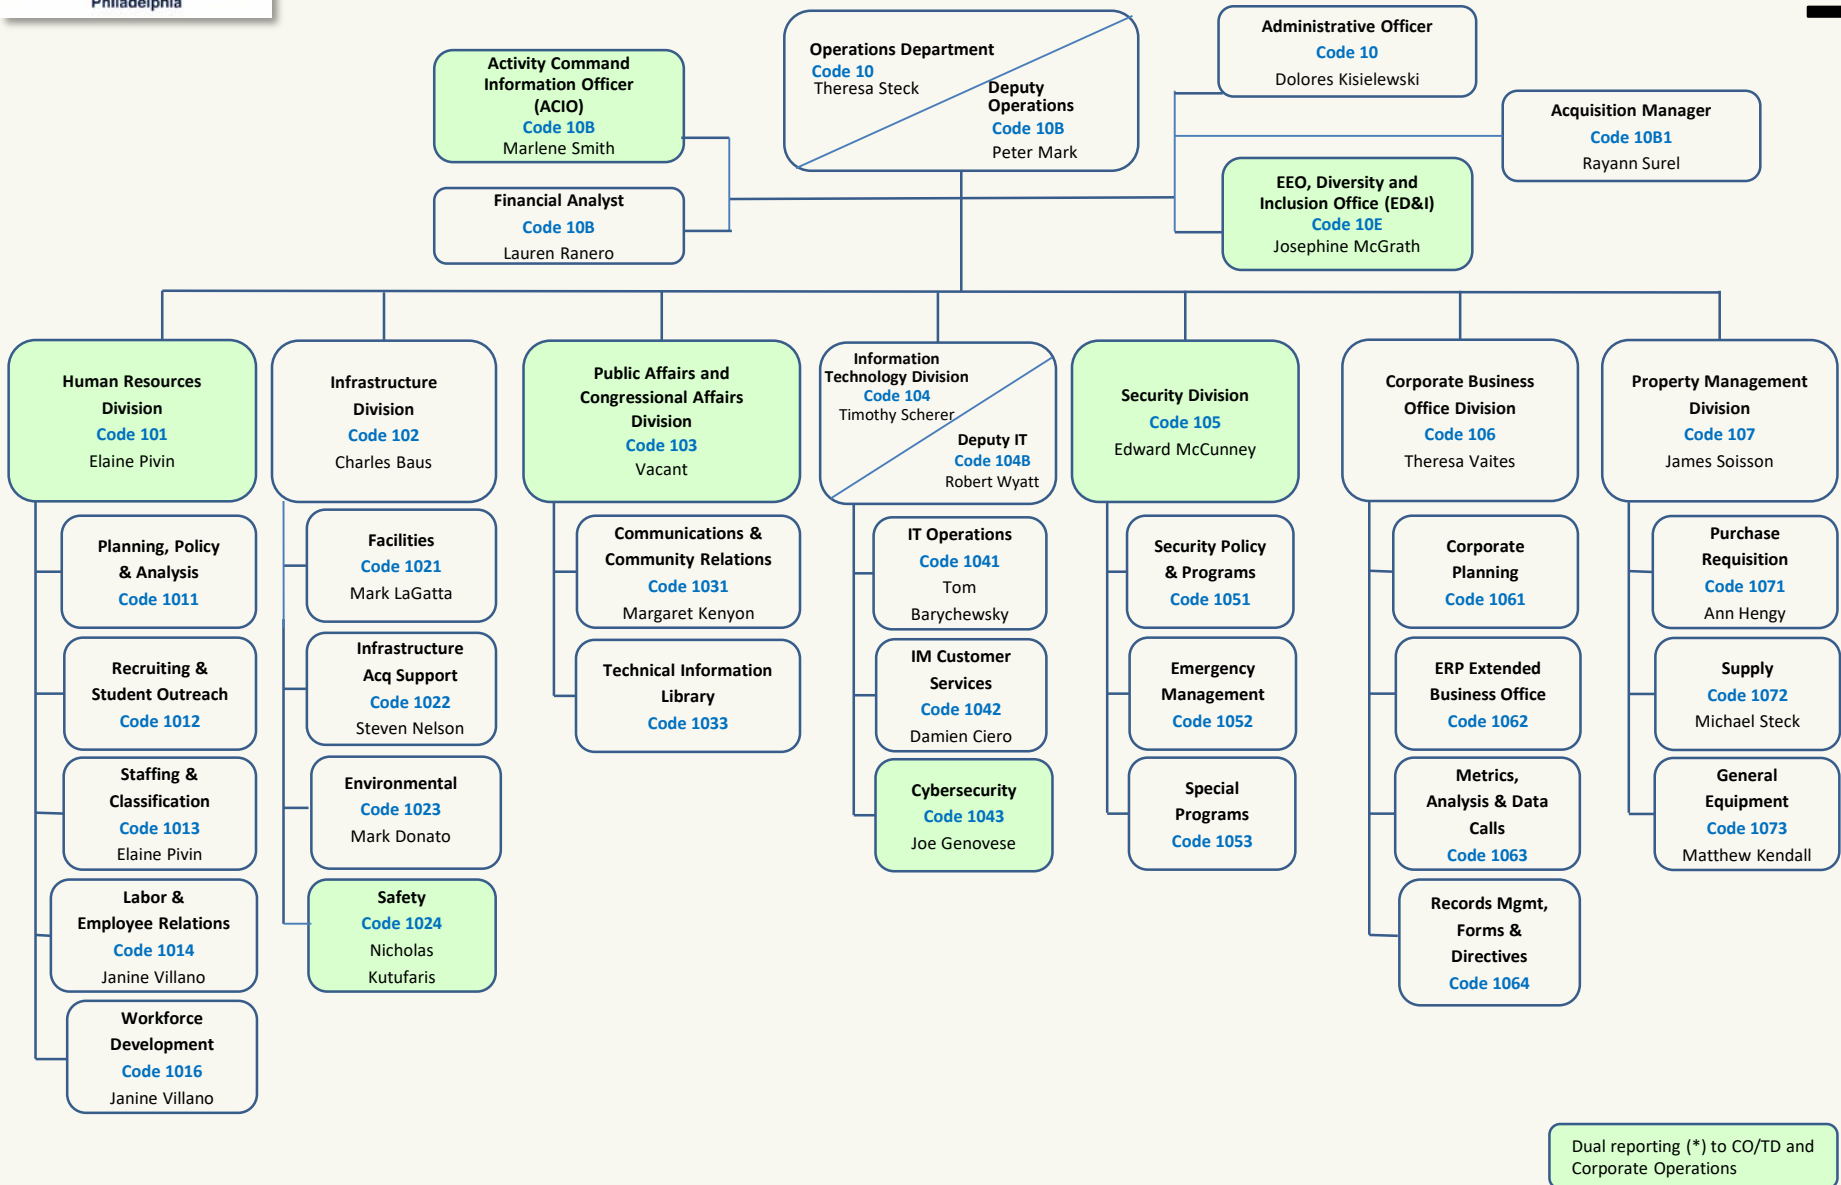 Philadelphia
Operations Department
Code 10
Theresa Steck
Deputy
Operations
Code 10B
Peter Mark
Activity Command
Information Officer
(ACIO)
Code 10B
Marlene Smith
Financial Analyst
Code 10B
Lauren Ranero
Administrative Officer
Code 10
Dolores Kisielewski
Acquisition Manager
Code 10B1
Rayann Surel
EEO, Diversity and
Inclusion Office (ED&I)
Code 10E
Josephine McGrath
Human Resources
Division
Code 101
Elaine Pivin
Planning, Policy
& Analysis
Code 1011
Recruiting &
Student Outreach
Code 1012
Staffing &
Classification
Code 1013
Elaine Pivin
Labor &
Employee Relations
Code 1014
Janine Villano
Workforce
Development
Code 1016
Janine Villano
Infrastructure
Division
Code 102
Charles Baus
Facilities
Code 1021
Mark LaGatta
Infrastructure
Acq Support
Code 1022
Steven Nelson
Environmental
Code 1023
Mark Donato
Safety
Code 1024
Nicholas
Kutufaris
Public Affairs and
Congressional Affairs
Division
Code 103
Vacant
Communications &
Community Relations
Code 1031
Margaret Kenyon
Technical Information
Library
Code 1033
Information
Technology Division
Code 104
Timothy Scherer
Deputy IT
Code 104B
Robert Wyatt
IT Operations
Code 1041
Tom
Barychewsky
IM Customer
Services
Code 1042
Damien Ciero
Cybersecurity
Code 1043
Joe Genovese
Security Division
Code 105
Edward McCunney
Security Policy
& Programs
Code 1051
Emergency
Management
Code 1052
Special
Programs
Code 1053
Corporate Business
Office Division
Code 106
Theresa Vaites
Corporate
Planning
Code 1061
ERP Extended
Business Office
Code 1062
Metrics,
Analysis & Data
Calls
Code 1063
Records Mgmt,
Forms &
Directives
Code 1064
Property Management
Division
Code 107
James Soisson
Purchase
Requisition
Code 1071
Ann Hengy
Supply
Code 1072
Michael Steck
General
Equipment
Code 1073
Matthew Kendall
Dual reporting (*) to CO/TD and
Corporate Operations